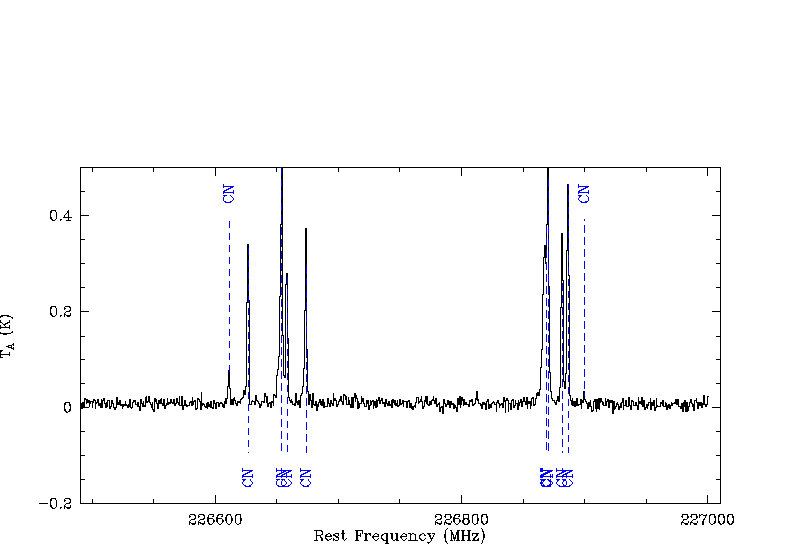 CN CN
0.4
0.2
0
-0.2
T_A (K)
CN CN CN CN CN CN CN CN
226600 226800 227000
Rest Frequency (MHz)